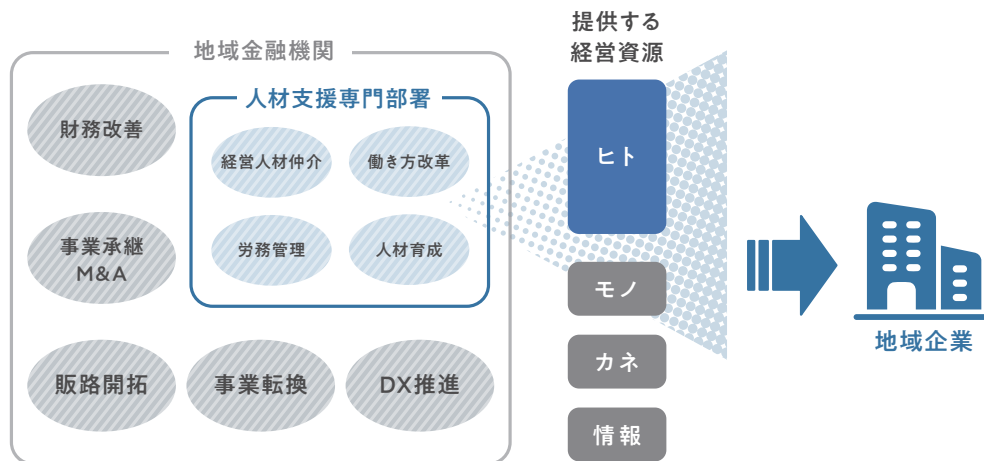 地域金融機関
財務改善
事業承継
M&A
販路開拓
事業転換
DX推進
人材支援専門部署
経営人材仲介
働き方改革
労務管理
人材育成
提供する
経営資源
ヒト
モノ
カネ
情報
地域企業